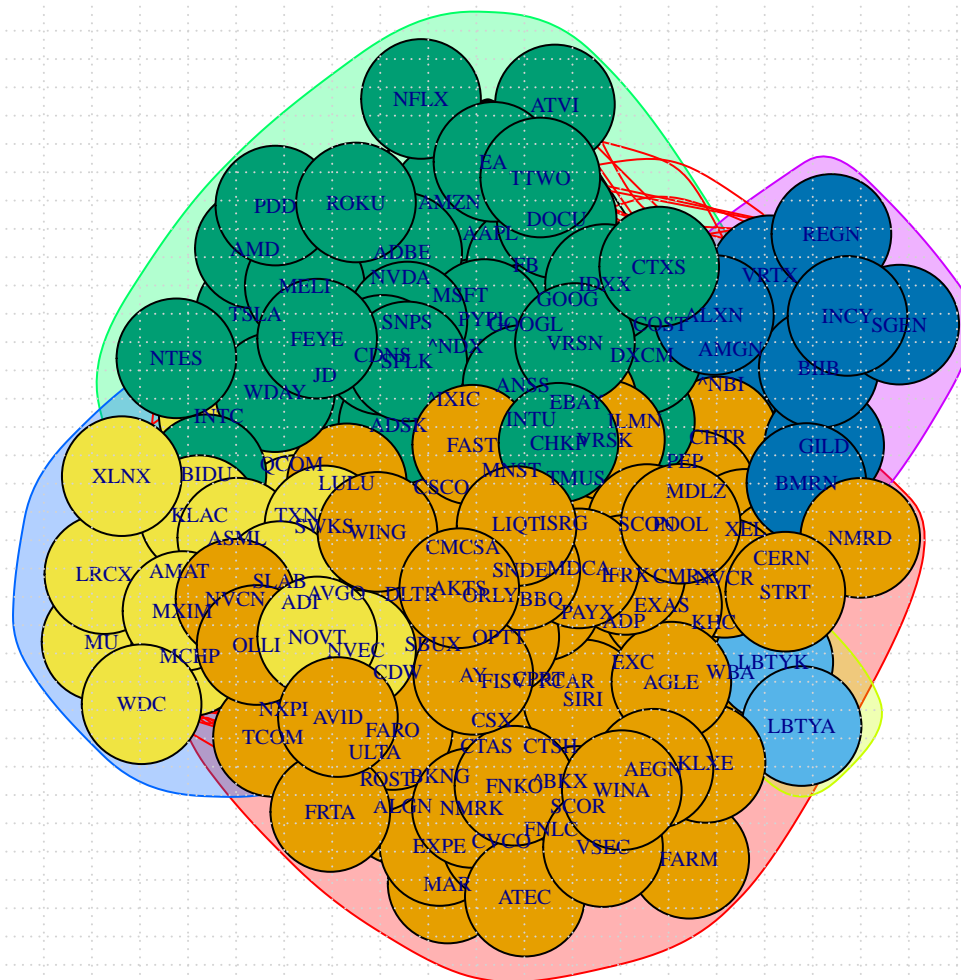 NFLX
ATVI
EA
TTWO
PDD
ROKU
AMZN
DOCU
AAPL
REGN
AMD
ADBE
FB
CTXS
VRTX
NVDA
IDXX
MELI
MSFT
GOOG
TSLA
SNPS
PYPL
ALXN
INCY
SGEN
FEYE
VRSN
COST
NTES
CDNS
SPLK
^NDX
DXCM
AMGN
JD
BIIB
WDAY
ANSS
^NBI
EBAY
INTC
ADSK
INTU
ILMN
FAST
CHKP
VRSK
CHTR
GILD
QCOM
PEP
XLNX
BIDU
MNST
TMUS
LULU
CSCO
MDLZ
BMRN
KLAC
TXN
SWKS
WING
LIQT
ISRG
POOL
XEL
ASML
CMCSA
NMRD
CERN
LRCX
AMAT
SLAB
SNDE
MDCA
CMRX
NVCR
AKTS
STRT
NVCN
ADI
AVGO
DLTR
ORLY
BBQ
PAYX
EXAS
MXIM
ADP
KHC
MU
MCHP
OLLI
NOVT
NVEC
SBUX
OPTT
EXC
LBTYK
CDW
AY
FISV
CPRT
WBA
AGLE
WDC
NXPI
SIRI
TCOM
AVID
FARO
CSX
LBTYA
ULTA
CTAS
CTSH
AEGN
KLXE
ROST
BKNG
FNKO
WINA
FRTA
ALGN
NMRK
SCOR
FNLC
EXPE
CVCO
VSEC
FARM
MAR
ATEC